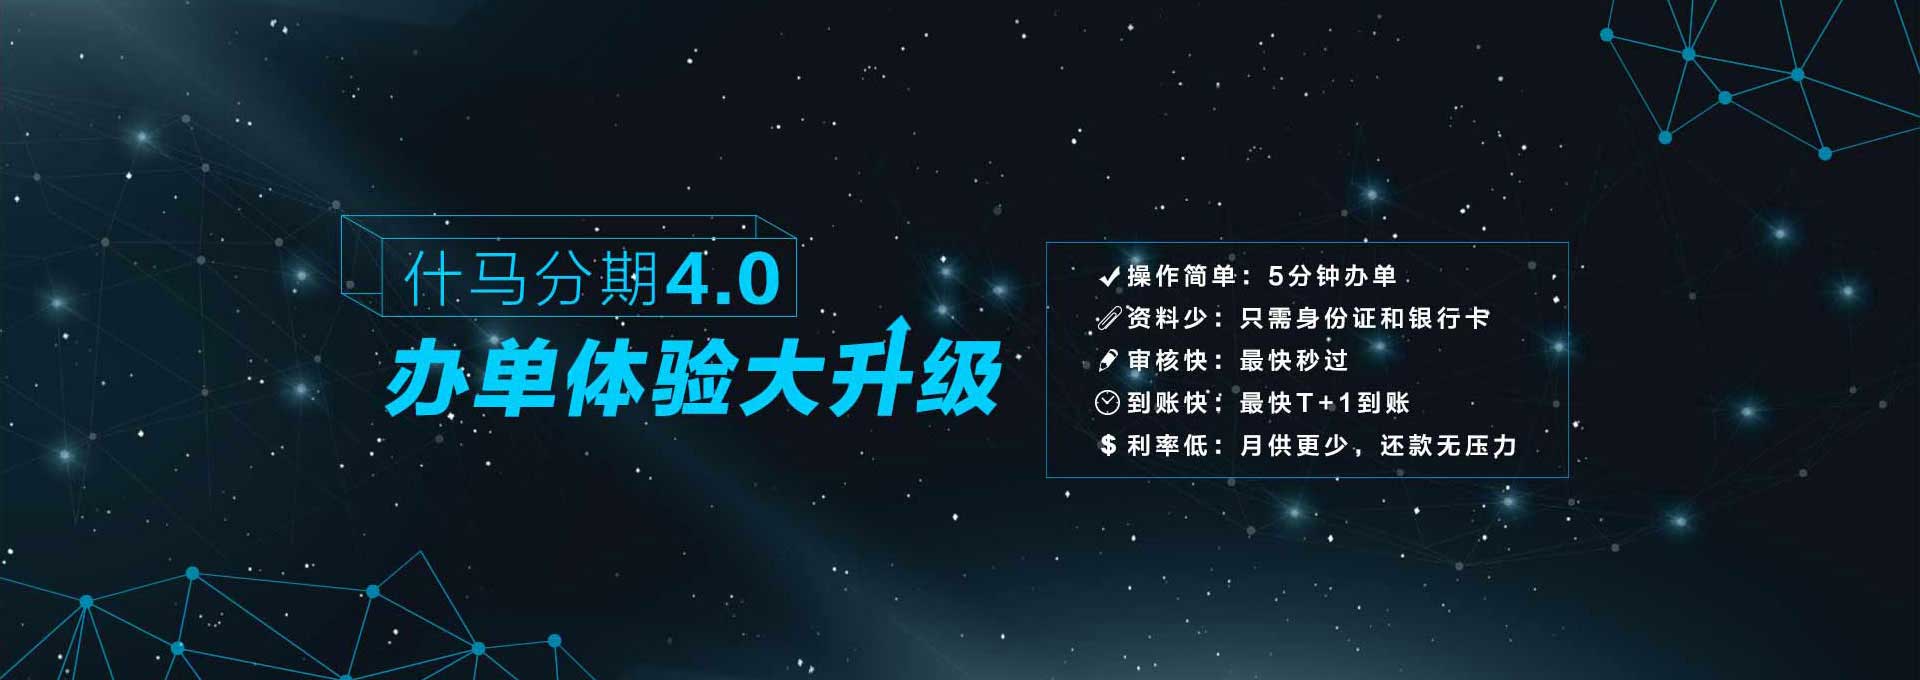 什马分期4.0
办单体验大升级
操作简单：5分钟办单
资料少：只需身份证和银行卡
审核快：最快秒过
到账快：最快T+1到账
$ 利率低：月供更少，还款无压力